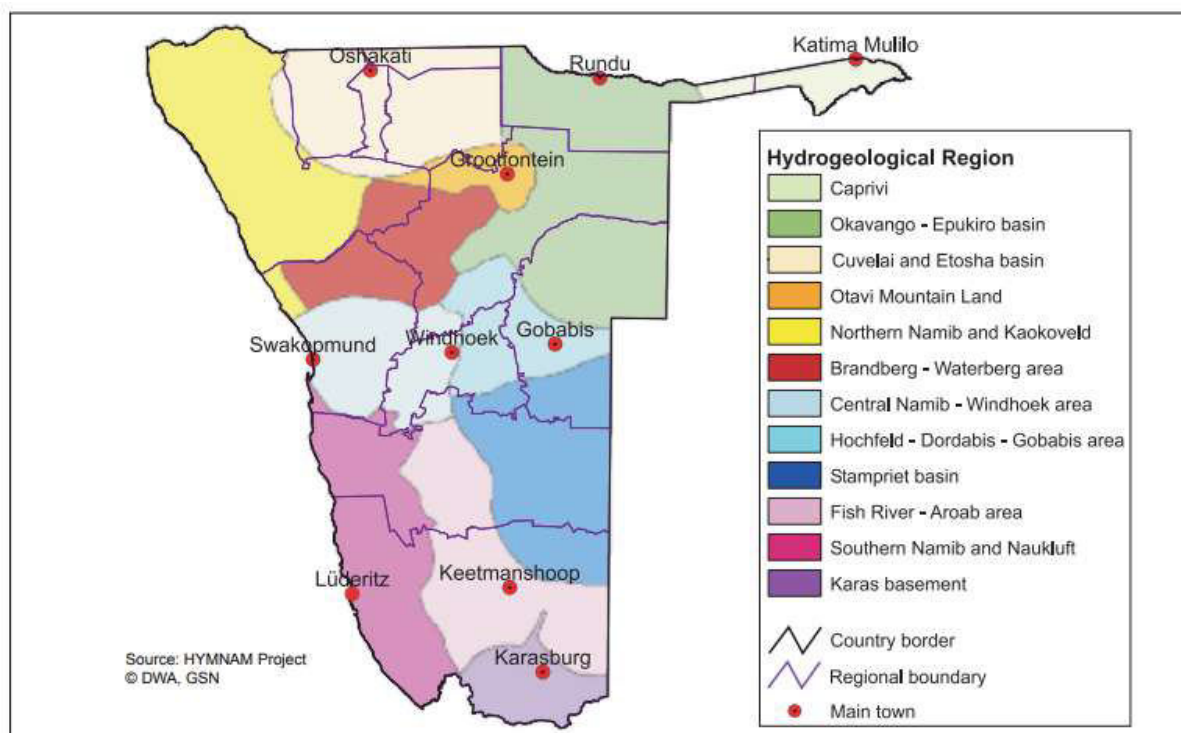 Katima Mulilo
Oshakati
Rundu
Grootfontein
Swakopmund
Windhoek
Gobabis
Lüderitz
Keetmanshoop
Karasburg
Source: HYMNAM Project
© DWA, GSN
Hydrogeological Region
Caprivi
Okavango - Epukiro basin
Cuvelai and Etosha basin
Otavi Mountain Land
Northern Namib and Kaokoveld
Brandberg - Waterberg area
Central Namib - Windhoek area
Hochfeld - Dordabis - Gobabis area
Stampriet basin
Fish River - Aroab area
Southern Namib and Naukluft
Karas basement
Country border
Regional boundary
Main town